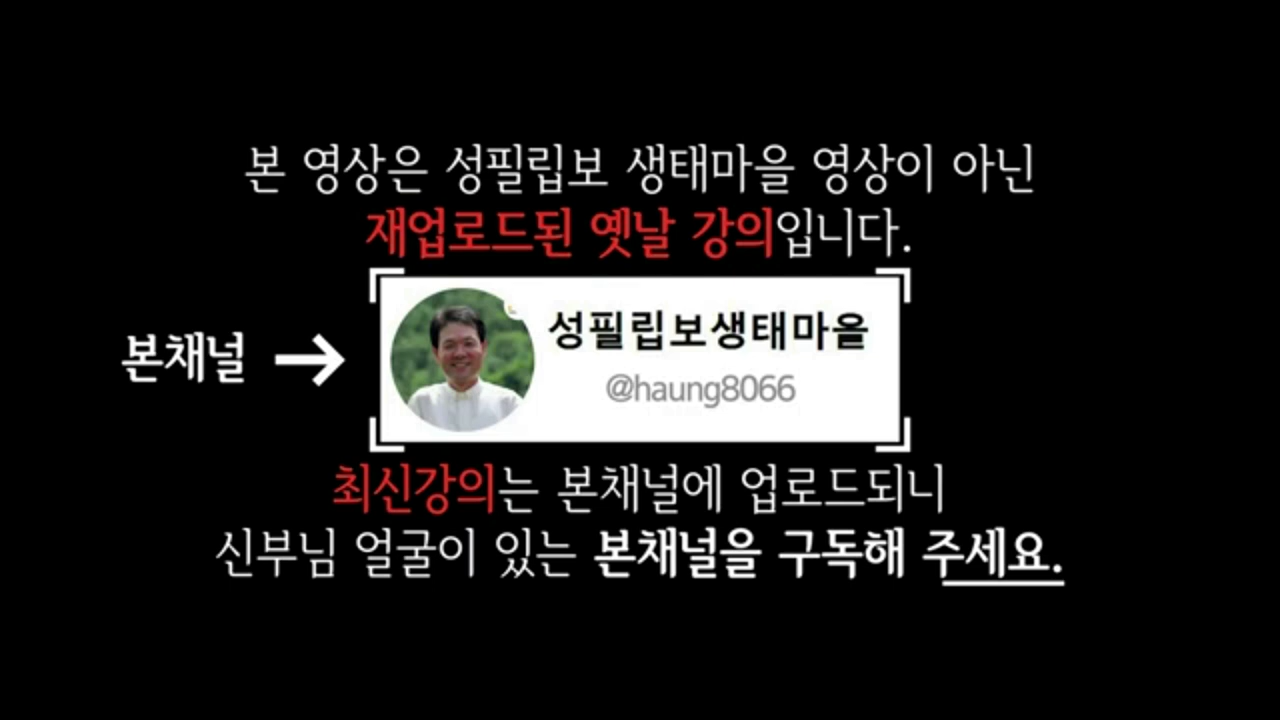 본 영상은 성필립보 생태마을 영상이 아닌
재업로드된 옛날 강의입니다.
본채널 →
성필립보생태마을
@haung8066
최신강의는 본채널에 업로드되니
신부님 얼굴이 있는 본채널을 구독해 주세요.